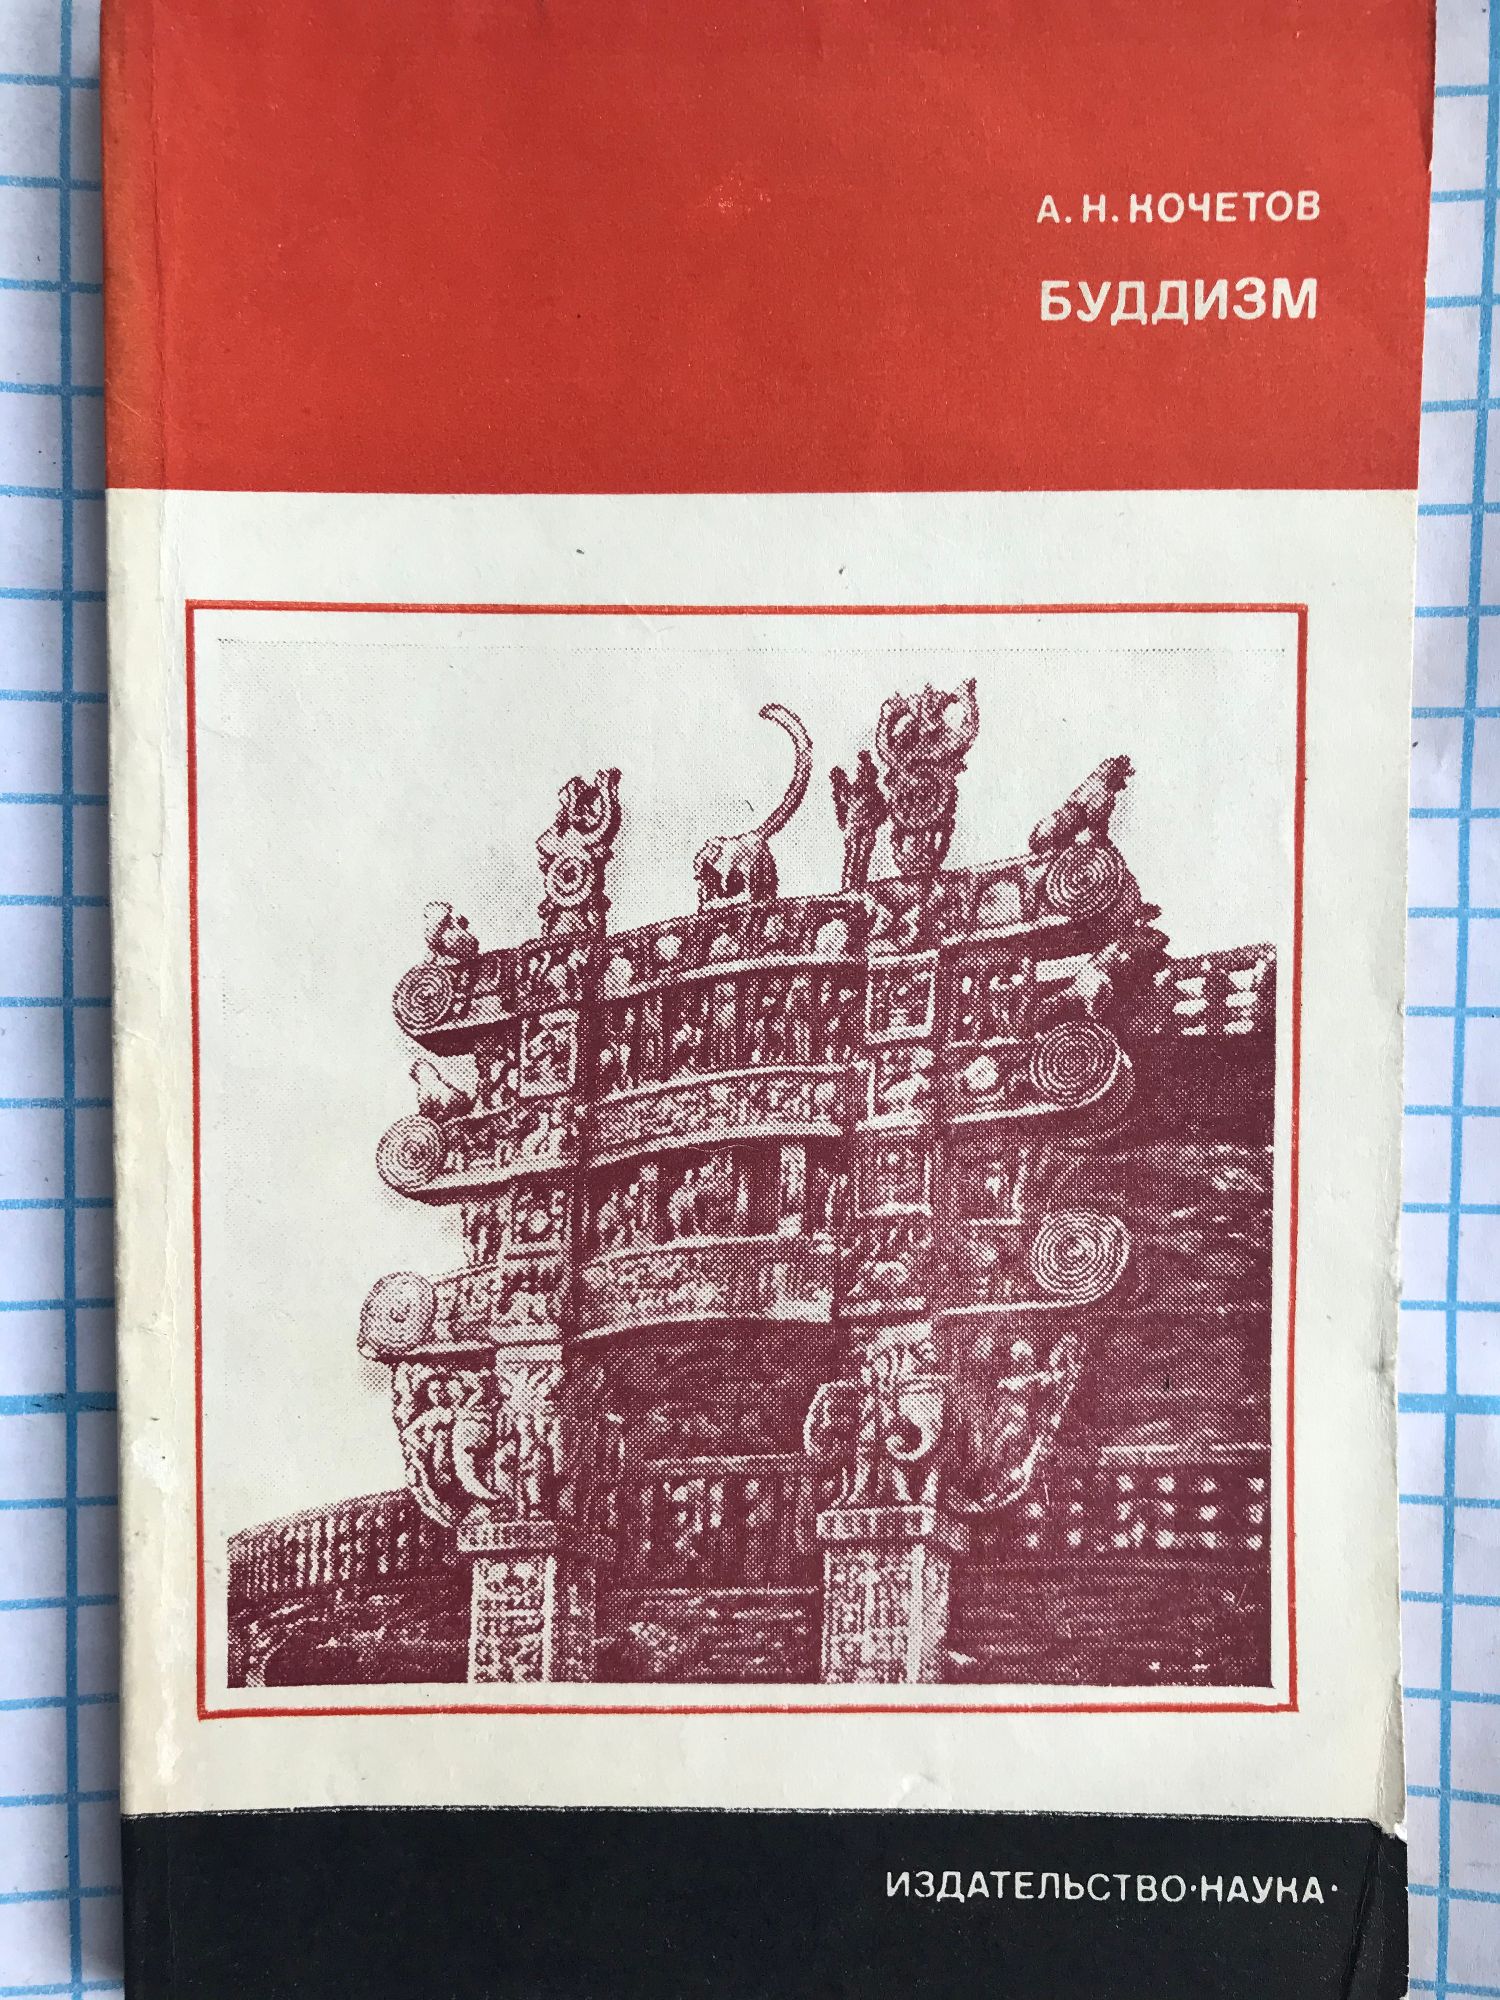 А. Н. КОЧЕТОВ
БУДДИЗМ
ИЗДАТЕЛЬСТВО·НАУКА·